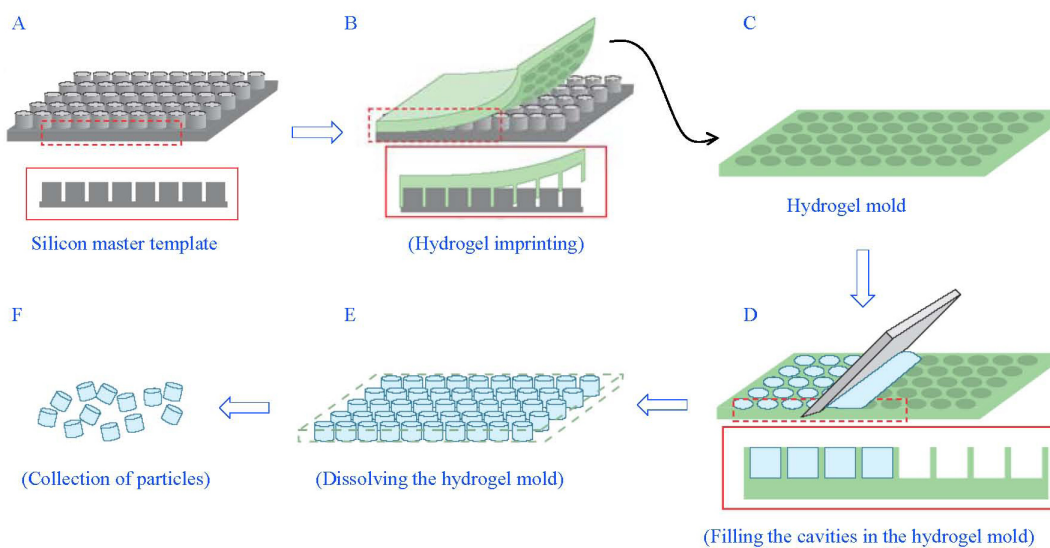 A
B
C
Silicon master template
(Hydrogel imprinting)
Hydrogel mold
F
E
D
(Collection of particles)
(Dissolving the hydrogel mold)
(Filling the cavities in the hydrogel mold)